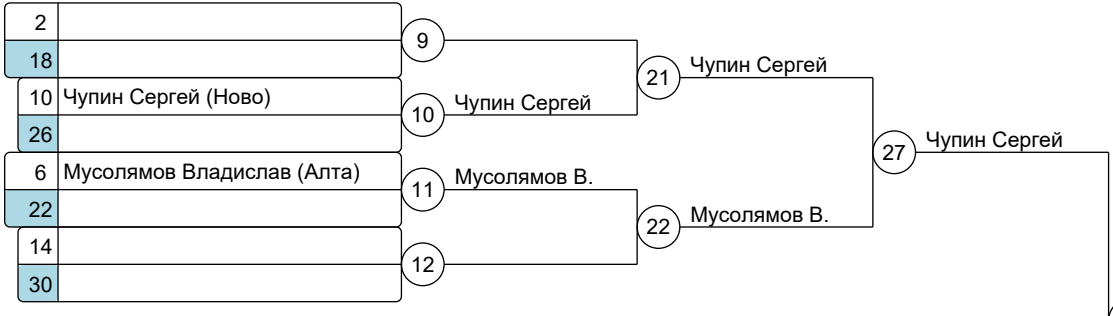 2
9
18
21 Чупин Сергей
10 Чупин Сергей (Ново)
10 Чупин Сергей
26
27 Чупин Сергей
6 Мусолямов Владислав (Алта)
11 Мусолямов В.
22
22 Мусолямов В.
14
12
30